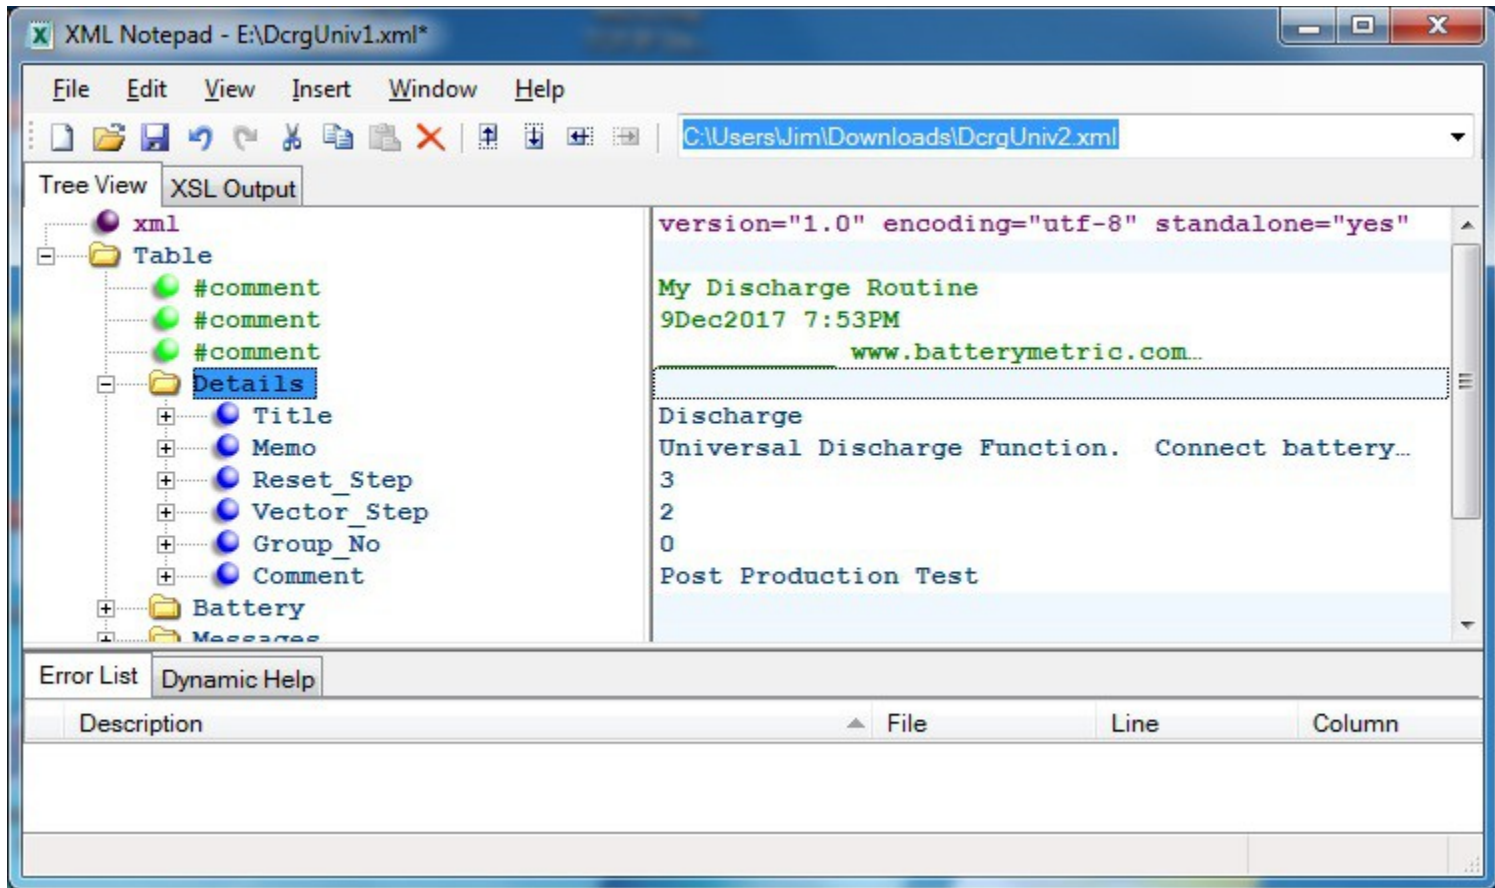 XML Notepad - E:\DcrgUniv1.xml*
File Edit View Insert Window Help
C:\Users\Jim\Downloads\DcrgUniv2.xml
Tree View XSL Output
xml version="1.0" encoding="utf-8" standalone="yes"
Table
#comment My Discharge Routine
#comment 9Dec2017 7:53PM
#comment www.batterymetric.com…
Details
Title Discharge
Memo Universal Discharge Function. Connect battery…
Reset_Step 3
Vector_Step 2
Group_No 0
Comment Post Production Test
Battery
Messages
Error List Dynamic Help
Description File Line Column